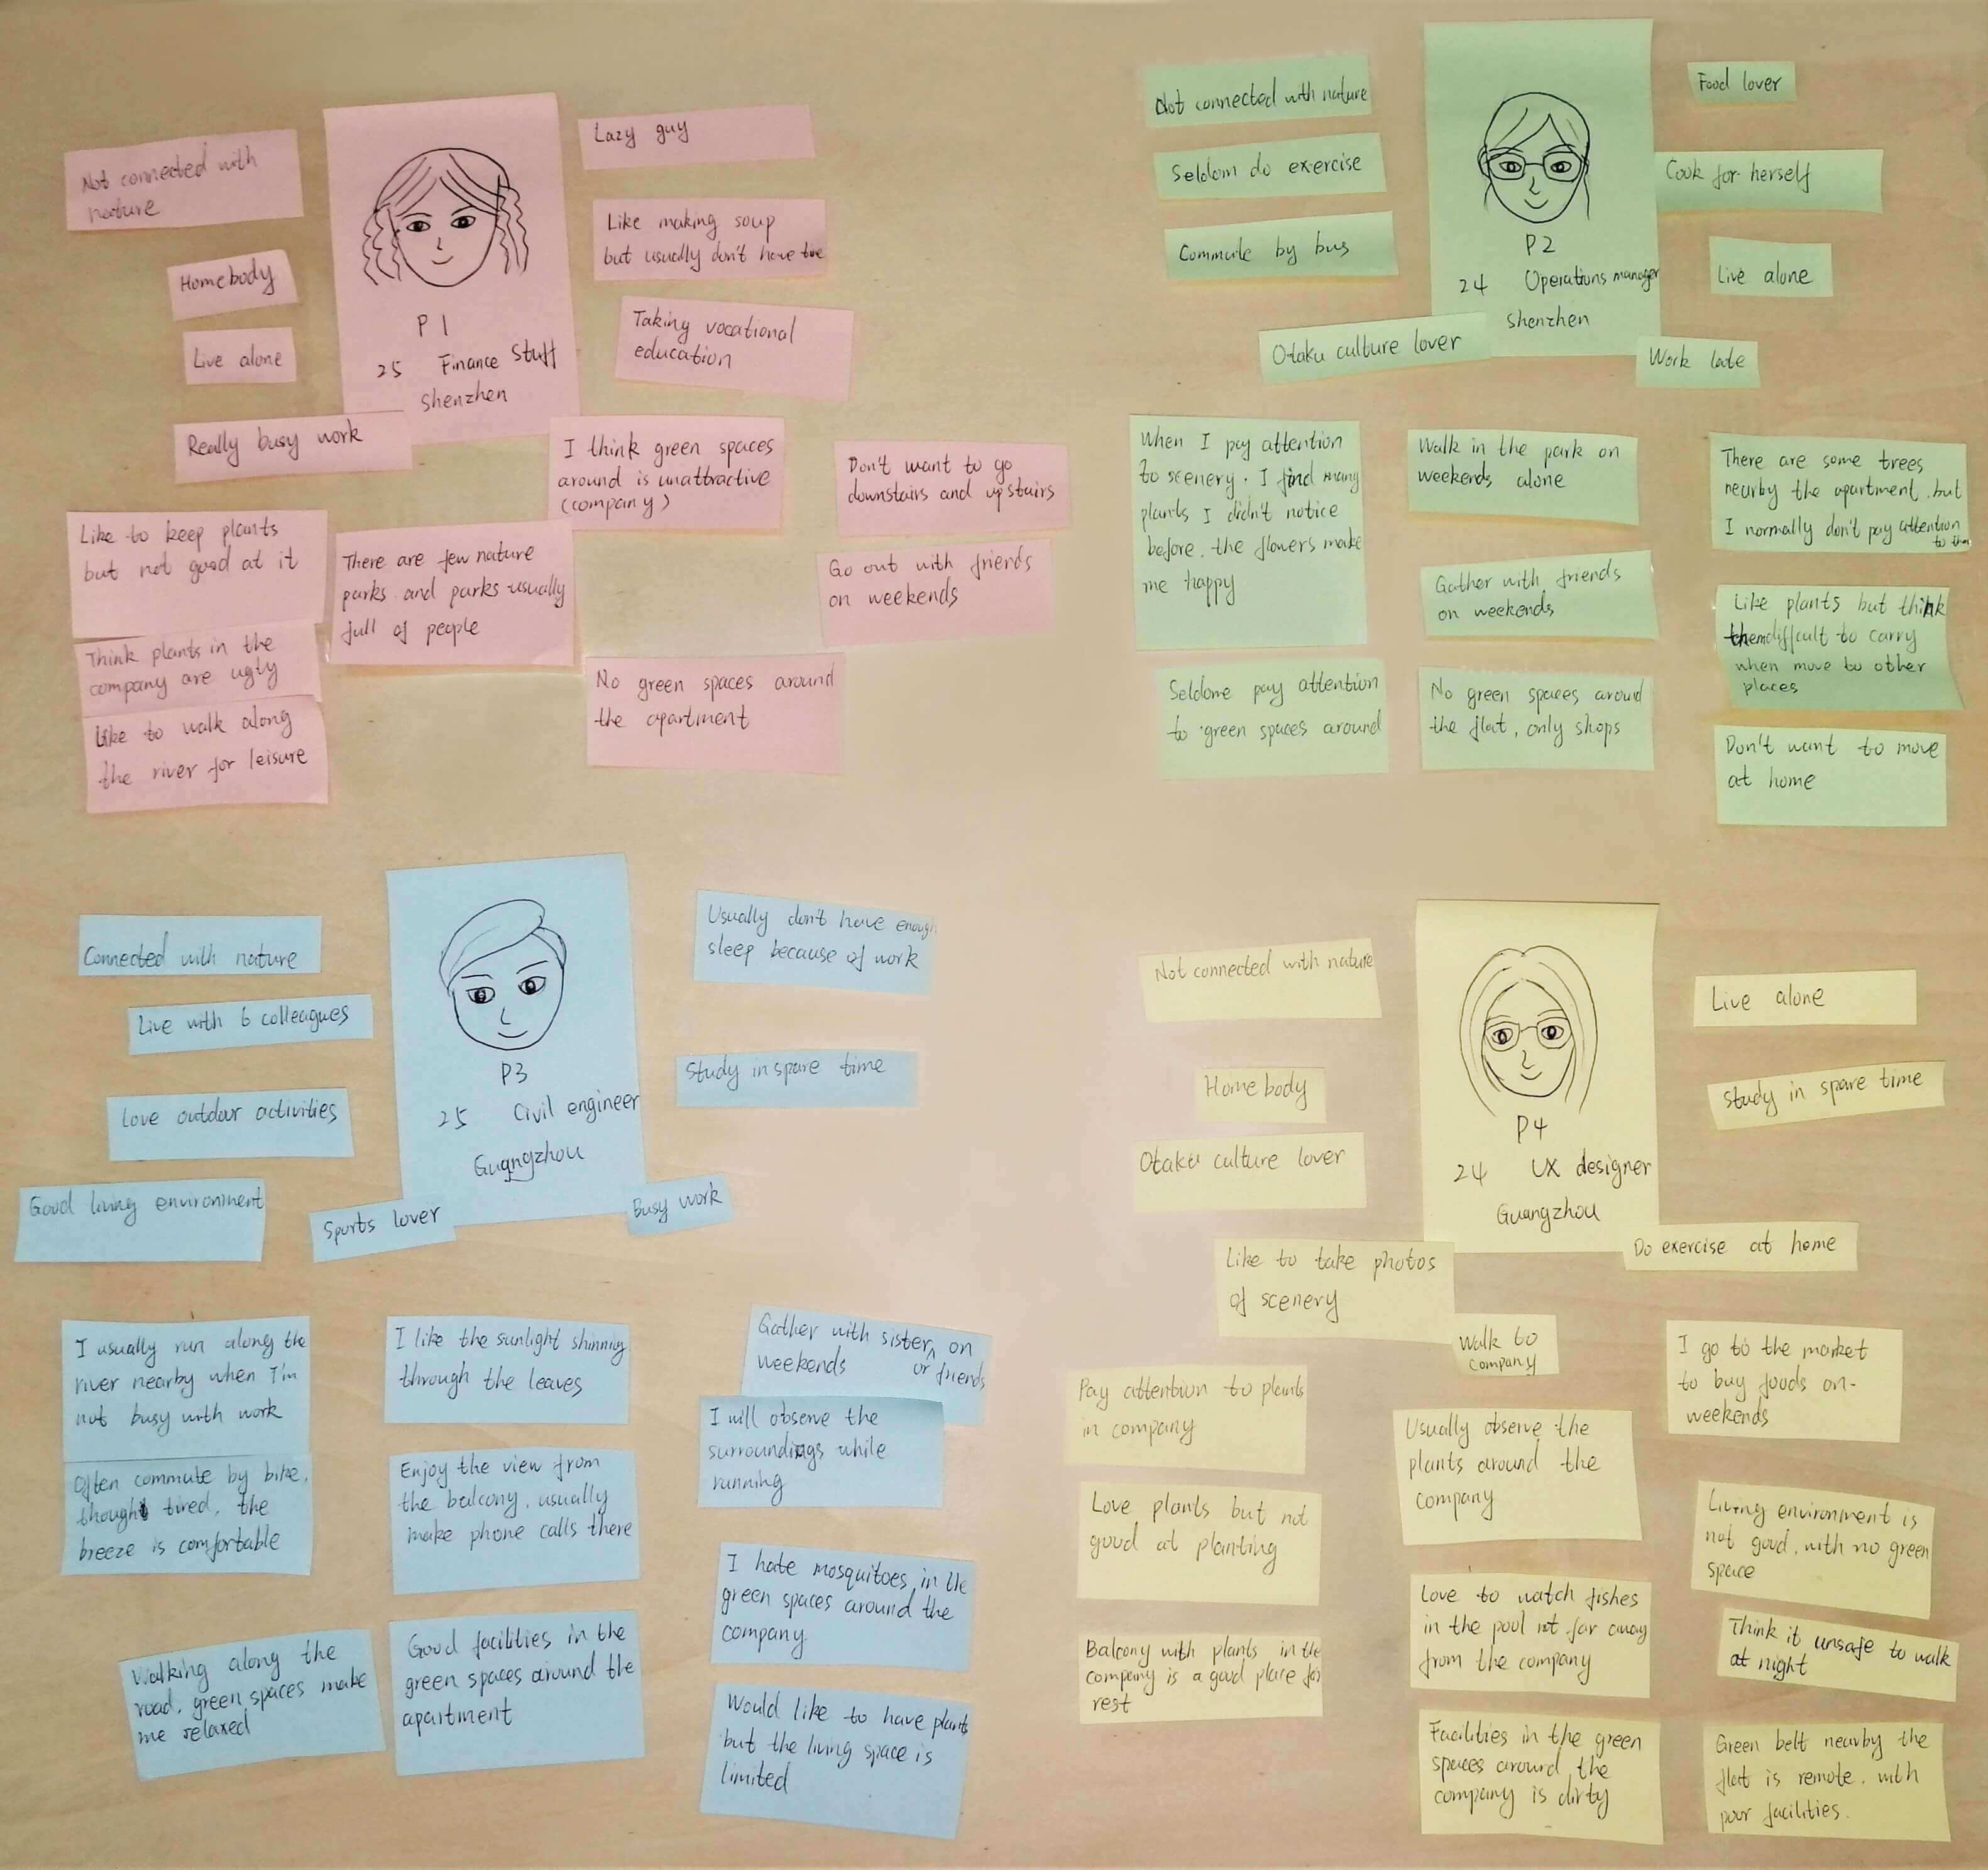 Not connected with
nature
Homebody
Live alone
Really busy work
P1
25 Finance Stuff
Shenzhen
Lazy guy
Like making soup
but usually don't have
Taking vocational
education
I think green spaces
around is unattractive
(company)
Don't want to go
downstairs and upstairs
Go out with friends
on weekends
Like to keep plants
but not good at it
There are few nature
parks and parks usually
full of people
Think plants in the
company are ugly
Like to walk along
the river for leisure
No green spaces around
the apartment
Not connected with nature
Seldom do exercise
Commute by bus
Otaku culture lover
P2
24 Operations manager
Shenzhen
Food lover
Cook for herself
Live alone
Work late
When I pay attention
to scenery. I find many
plants I didn't notice
before. the flowers make
me happy
Seldome pay attention
to green spaces around
Walk in the park on
weekends alone
Gather with friends
on weekends
No green spaces around
the flat, only shops
There are some trees
nearby the apartment. but
I normally don't pay attention
to
Like plants but think
them difficult to carry
when move to other
places
Don't want to move
at home
Connected with nature
Live with 6 colleagues
Love outdoor activities
Good living environment
Sports lover
P3
25 Civil engineer
Guangzhou
Usually don't have enough
sleep because of work
Study in spare time
Busy work
I usually run along the
river nearby when I'm
not busy with work
Often commute by bike.
though tired, the
breeze is comfortable
Walking along the
road, green spaces make
me relaxed
I like the sunlight shinning
through the leaves
Enjoy the view from
the balcony, usually
make phone calls there
Good facilities in the
green spaces around the
apartment
Gather with sister ^ on
weekends or friends
I will observe the
surroundings while
running
I hate mosquitoes in the
green spaces around the
company
Would like to have plants
but the living space is
limited
Not connected with nature
Homebody
Otaku culture lover
Like to take photos
of scenery
P4
24 UX designer
Guangzhou
Live alone
Study in spare time
Do exercise at home
Walk to
company
Pay attention to plants
in company
Love plants but not
good at planting
Balcony with plants in the
company is a good place for
rest
Usually observe the
plants around the
company
Love to watch fishes
in the pool not far away
from the company
Facilities in the green
spaces around the
company is dirty
I go to the market
to buy foods on-
weekends
Living environment is
not good, with no green
space
Think it unsafe to walk
at night
Green belt nearby the
flat is remote. with
poor facilities.